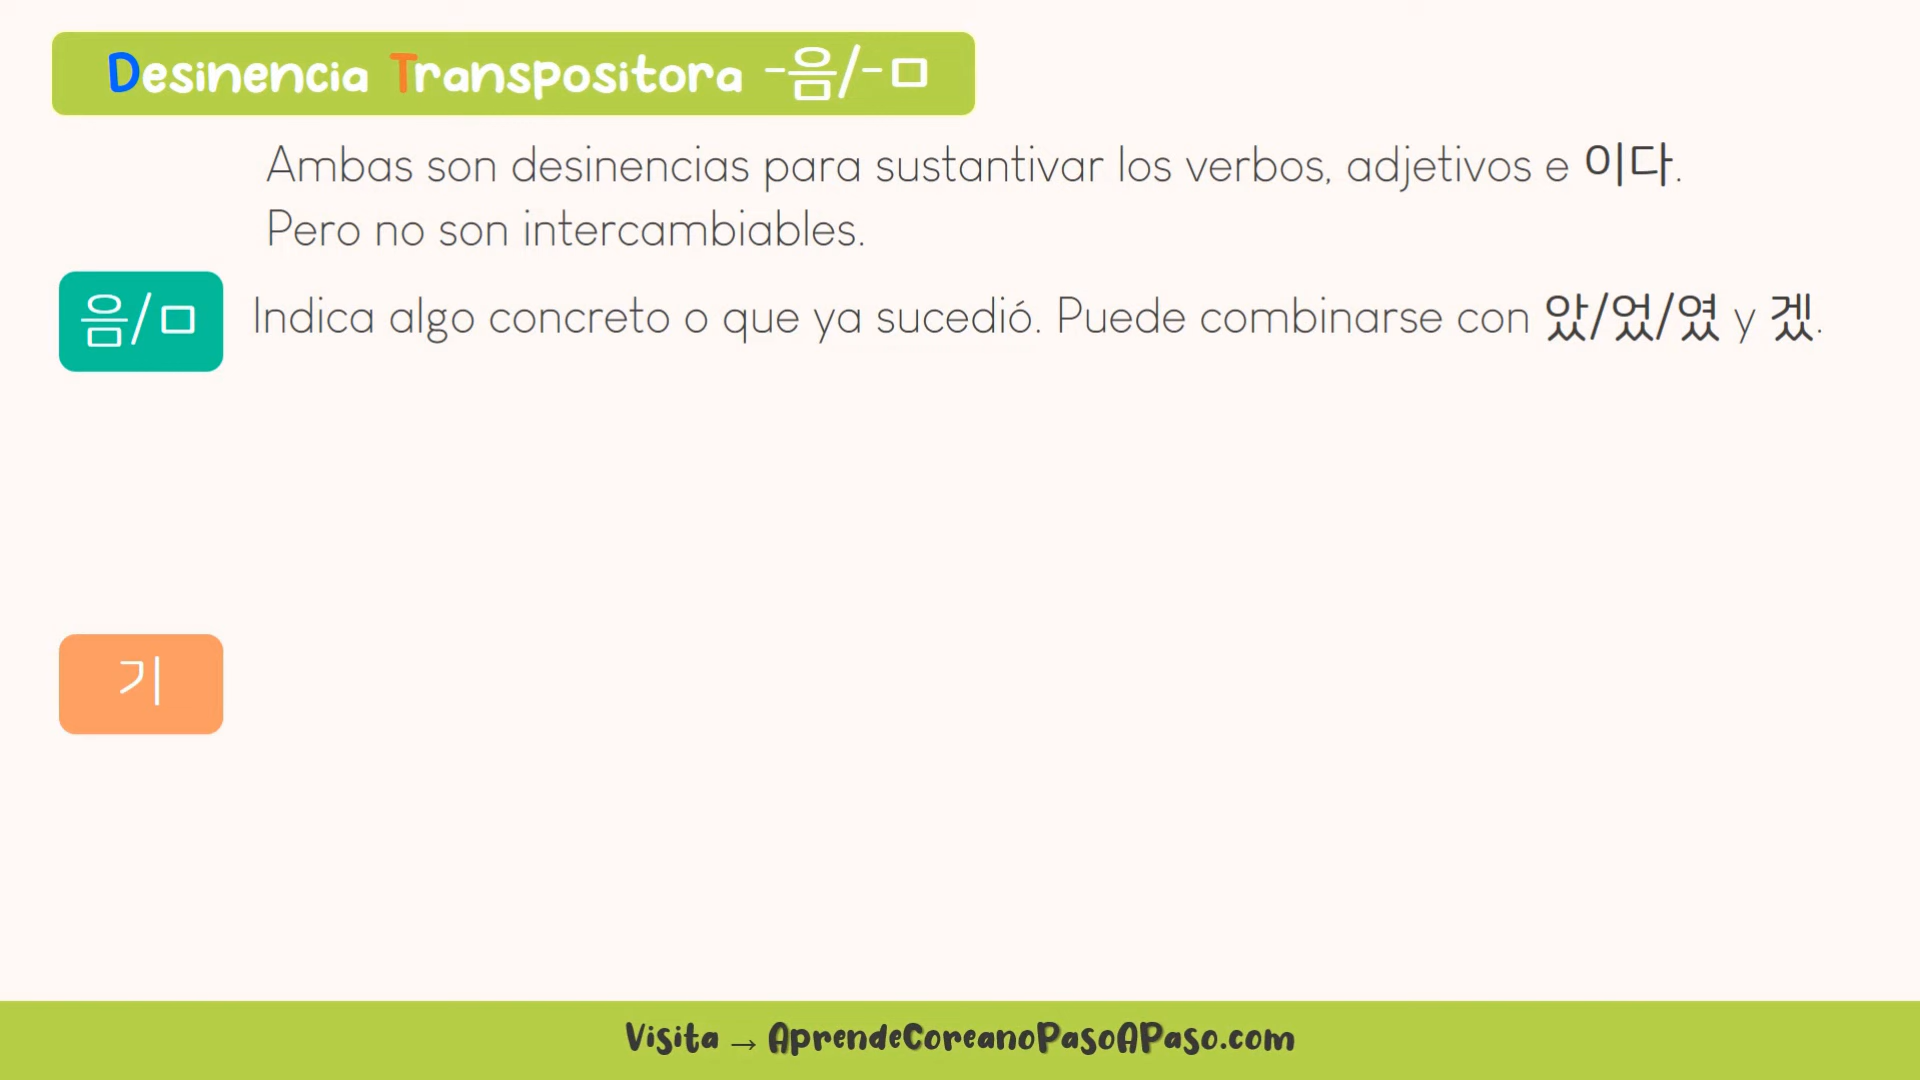 Desinencia Transpositora -음/-ㅁ
Ambas son desinencias para sustantivar los verbos, adjetivos e 이다.
Pero no son intercambiables.
음/ㅁ
Indica algo concreto o que ya sucedió. Puede combinarse con 았/었/였 y 겠.
기
Visita → AprendeCoreanoPasoAPaso.com